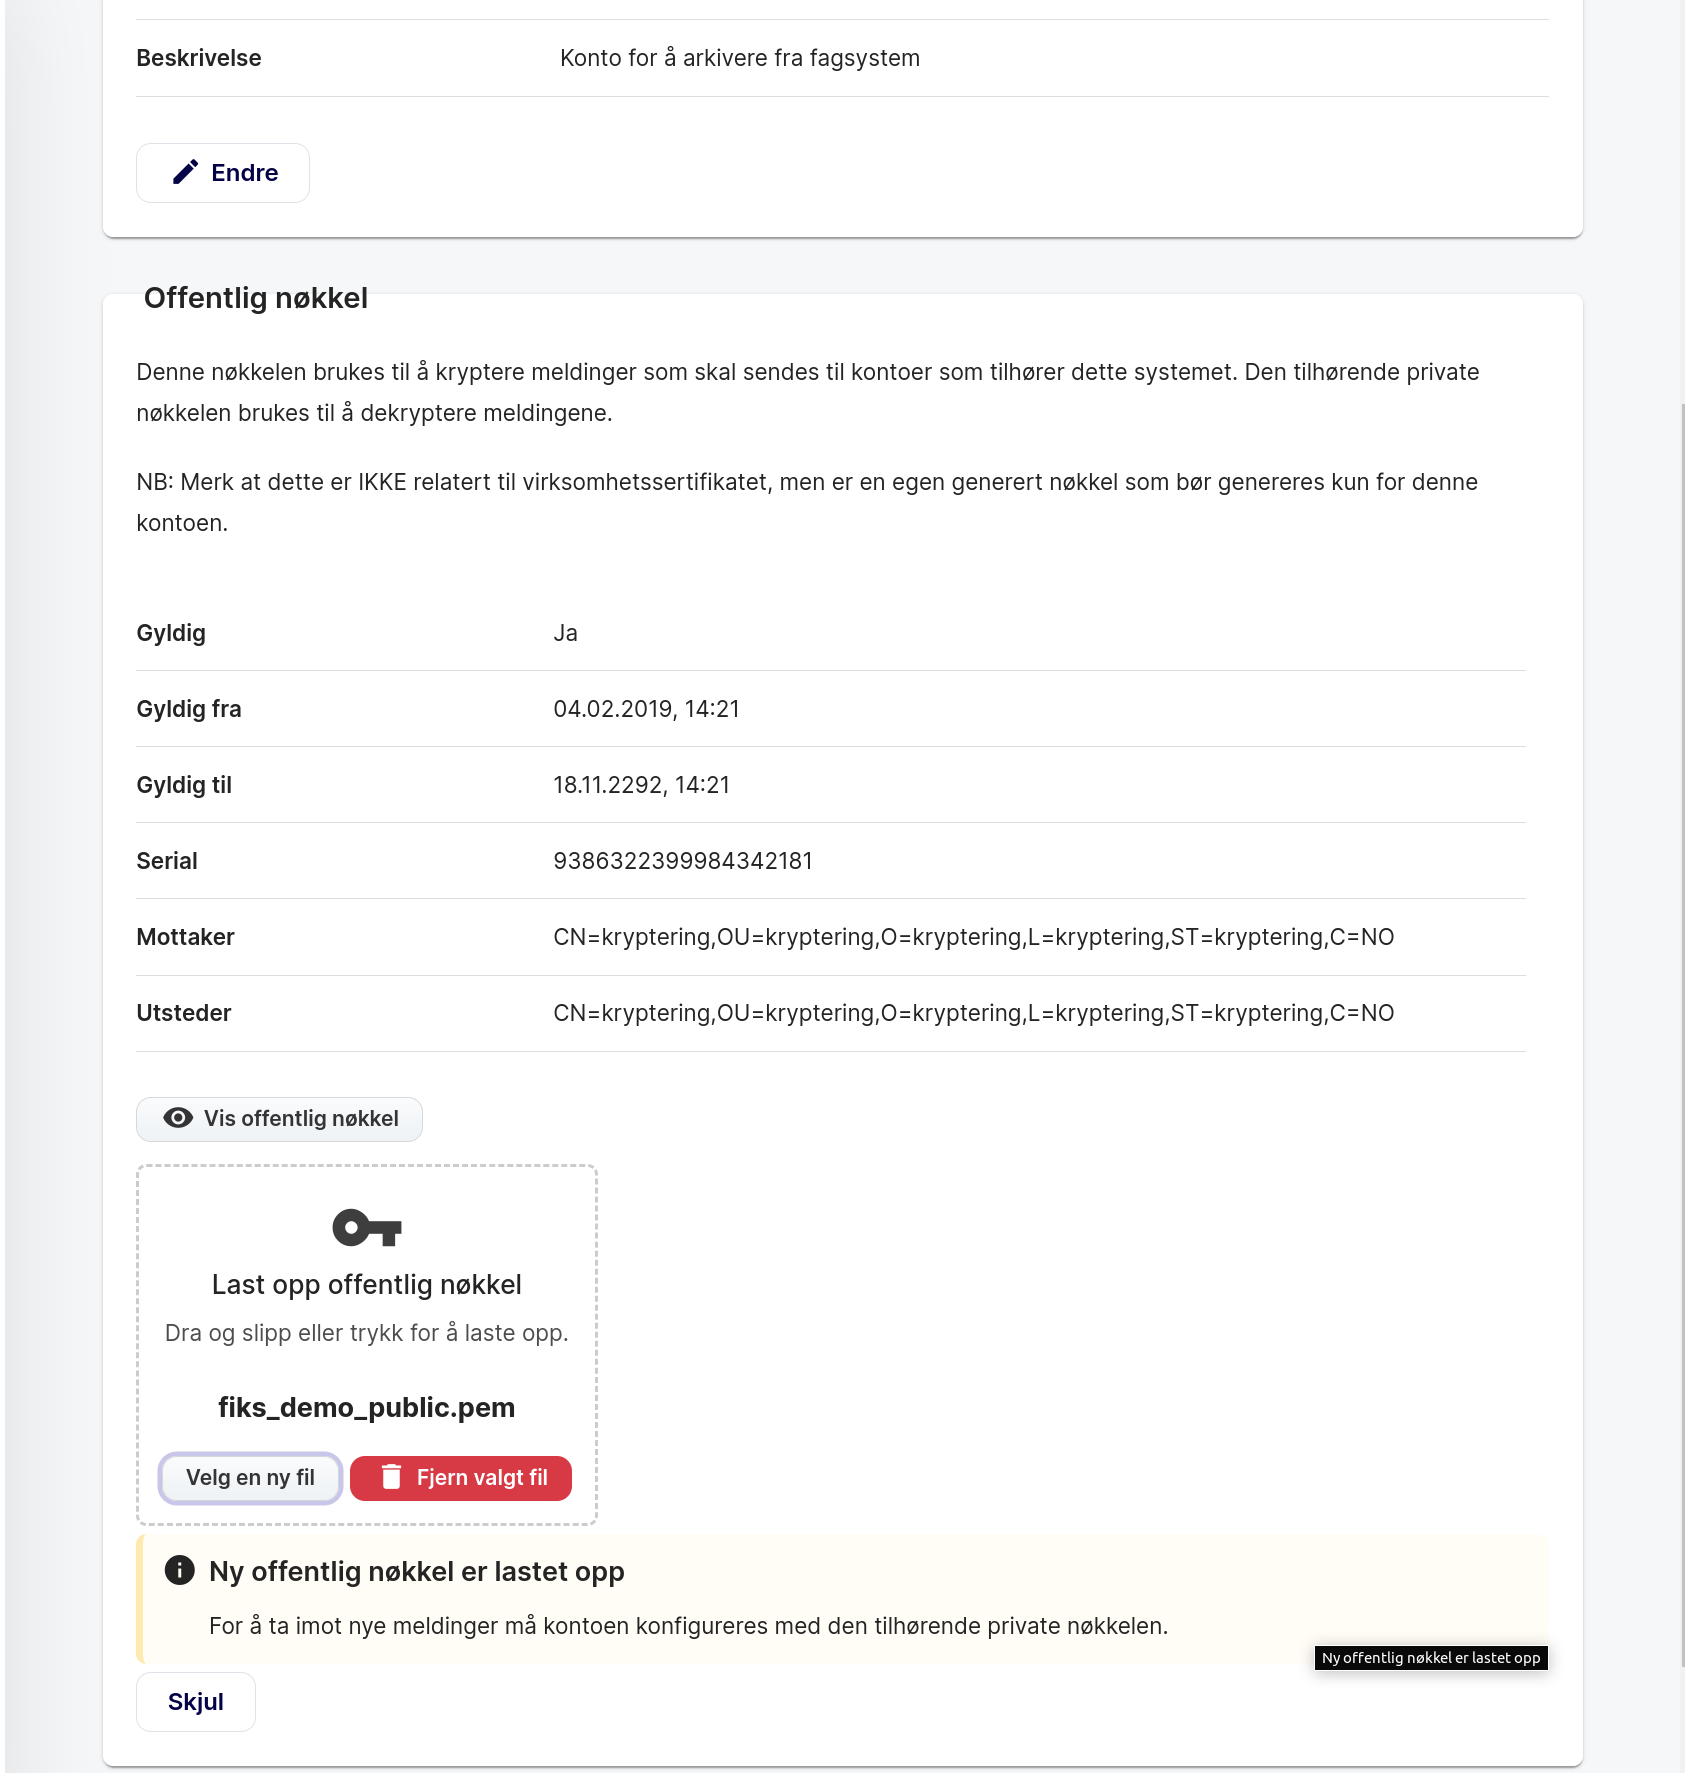 Beskrivelse Konto for å arkivere fra fagsystem
Endre
Offentlig nøkkel
Denne nøkkelen brukes til å kryptere meldinger som skal sendes til kontoer som tilhører dette systemet. Den tilhørende private
nøkkelen brukes til å dekryptere meldingene.
NB: Merk at dette er IKKE relatert til virksomhetssertifikatet, men er en egen generert nøkkel som bør genereres kun for denne
kontoen.
Gyldig Ja
Gyldig fra 04.02.2019, 14:21
Gyldig til 18.11.2292, 14:21
Serial 9386322399984342181
Mottaker CN=kryptering,OU=kryptering,O=kryptering,L=kryptering,ST=kryptering,C=NO
Utsteder CN=kryptering,OU=kryptering,O=kryptering,L=kryptering,ST=kryptering,C=NO
Vis offentlig nøkkel
Last opp offentlig nøkkel
Dra og slipp eller trykk for å laste opp.
fiks_demo_public.pem
Velg en ny fil Fjern valgt fil
Ny offentlig nøkkel er lastet opp
For å ta imot nye meldinger må kontoen konfigureres med den tilhørende private nøkkelen.
Ny offentlig nøkkel er lastet opp
Skjul